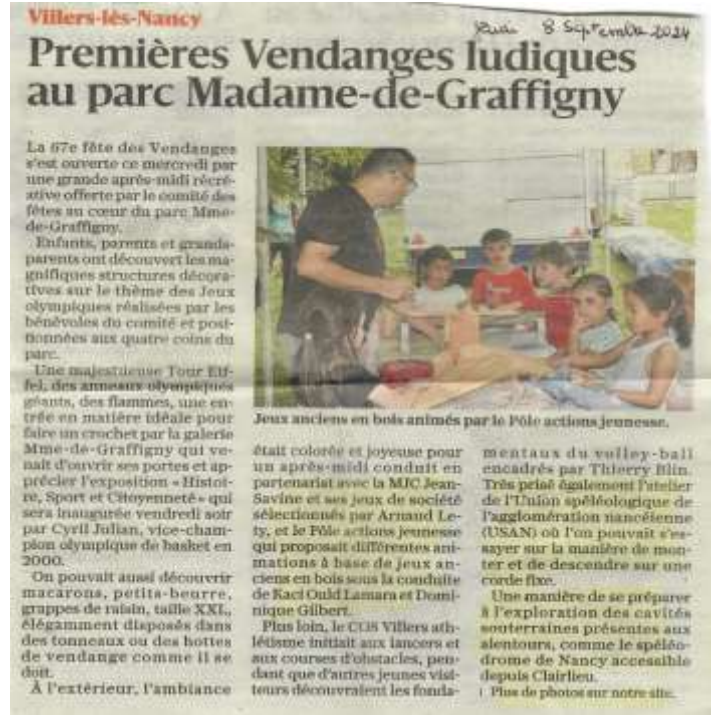 Villers-lès-Nancy
Jeudi 8 Septembre 2024
Premières Vendanges ludiques
au parc Madame-de-Graffigny
La 67e fête des Vendanges
s'est ouverte ce mercredi par
une grande après-midi récré-
ative offerte par le comité des
fêtes au cœur du parc Mme-
de-Graffigny.
Enfants, parents et grands-
parents ont découvert les ma-
gnifiques structures décora-
tives sur le thème des Jeux
olympiques réalisées par les
bénévoles du comité et posi-
tionnées aux quatre coins du
parc.
Une majestueuse Tour Eif-
fel, des anneaux olympiques
géants, des flammes, une en-
trée en matière idéale pour
faire un crochet par la galerie
Mme-de-Graffigny qui ve-
nait d'ouvrir ses portes et ap-
précier l'exposition « Histoi-
re, Sport et Citoyenneté » qui
sera inaugurée vendredi soir
par Cyril Julian, vice-cham-
pion olympique de basket en
2000.
On pouvait aussi découvrir
macarons, petits-beurre,
grappes de raisin, taille XXL,
élégamment disposés dans
des tonneaux ou des hottes
de vendange comme il se
doit.
À l'extérieur, l'ambiance
Jeux anciens en bois animés par le Pôle actions jeunesse.
était colorée et joyeuse pour
un après-midi conduit en
partenariat avec la MJC Jean-
Savine et ses jeux de société
sélectionnés par Arnaud Le-
ty, et le Pôle actions jeunesse
qui proposait différentes ani-
mations à base de jeux an-
ciens en bois sous la conduite
de Kaci Ould Lamara et Domi-
nique Gilbert.
Plus loin, le COS Villers ath-
létisme initiait aux lancers et
aux courses d'obstacles, pen-
dant que d'autres jeunes visi-
teurs découvraient les fonda-
mentaux du volley-ball
encadrés par Thierry Blin.
Très prisé également l'atelier
de l'Union spéléologique de
l'agglomération nancéienne
(USAN) où l'on pouvait s'es-
sayer sur la manière de mon-
ter et de descendre sur une
corde fixe.
Une manière de se préparer
à l'exploration des cavités
souterraines présentes aux
alentours, comme le spéléo-
drome de Nancy accessible
depuis Clairlieu.
Plus de photos sur notre site.